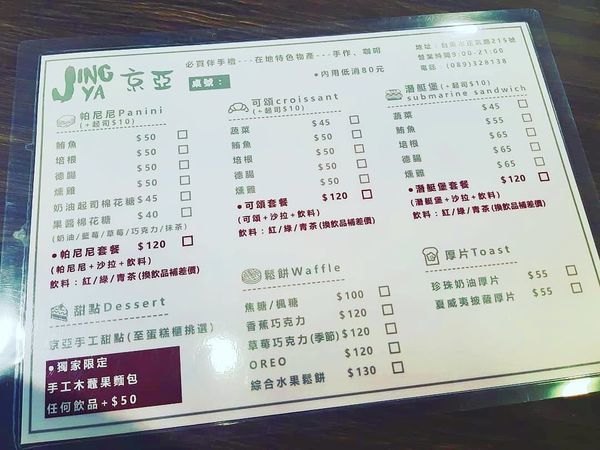 JING YA 京亞
桌號：
必買伴手禮---在地特色物產---手作、咖啡
●內用低消80元
營業時間：9:00-21:00
電話：(089)328138
帕尼尼Panini
(+起司$10)
鮪魚 $50
培根 $50
德腸 $50
燻雞 $50
奶油起司棉花糖 $45
果醬棉花糖 $40
(奶油/藍莓/草莓/巧克力/抹茶)
●帕尼尼套餐 $120
(帕尼尼+沙拉+飲料)
飲料：紅/綠/青茶(換飲品補差價)
甜點Dessert
京亞手工甜點(至蛋糕櫃挑選)
●獨家限定
手工木鱉果麵包
任何飲品+$50
可頌croissant
(+起司$10)
蔬菜 $45
鮪魚 $50
培根 $50
德腸 $50
燻雞 $50
●可頌套餐 $120
(可頌+沙拉+飲料)
飲料：紅/綠/青茶(換飲品補差價)
鬆餅Waffle
焦糖/楓糖 $100
香蕉巧克力 $120
草莓巧克力(季節) $120
OREO $120
綜合水果鬆餅 $130
潛艇堡(+起司$10)
submarine sandwich
蔬菜 $45
鮪魚 $55
培根 $65
德腸 $65
燻雞 $65
●潛艇堡套餐 $120
(潛艇堡+沙拉+飲料)
飲料：紅/綠/青茶(換飲品補差價)
厚片Toast
珍珠奶油厚片 $55
夏威夷披薩厚片 $55